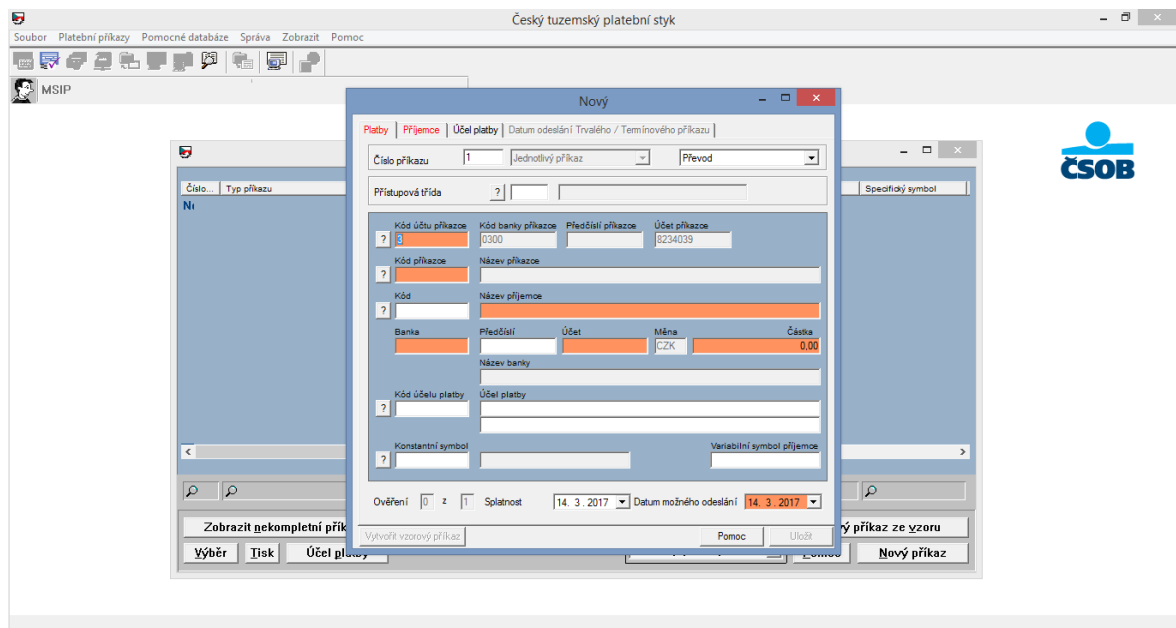 Český tuzemský platební styk
Soubor Platební příkazy Pomocné databáze Správa Zobrazit Pomoc
MSIP
Nový
Platby Příjemce Účel platby Datum odeslání Trvalého / Termínového příkazu
Číslo příkazu 1 Jednotlivý příkaz Převod
ČSOB
Přístupová třída ?
Číslo... Typ příkazu Specifický symbol
Kód účtu příkazce Kód banky příkazce Předčíslí příkazce Účet příkazce
? 3 0300 8234039
Kód příkazce Název příkazce
?
Kód Název příjemce
?
Banka Předčíslí Účet Měna Částka
CZK 0,00
Název banky
Kód účelu platby Účel platby
?
Konstantní symbol Variabilní symbol příjemce
?
Ověření 0 z 1 Splatnost 14. 3. 2017 Datum možného odeslání 14. 3. 2017
Zobrazit nekompletní přík ý příkaz ze vzoru
Vytvořit vzorový příkaz Pomoc Uložit
Výběr Tisk Účel platby Pomoc Nový příkaz